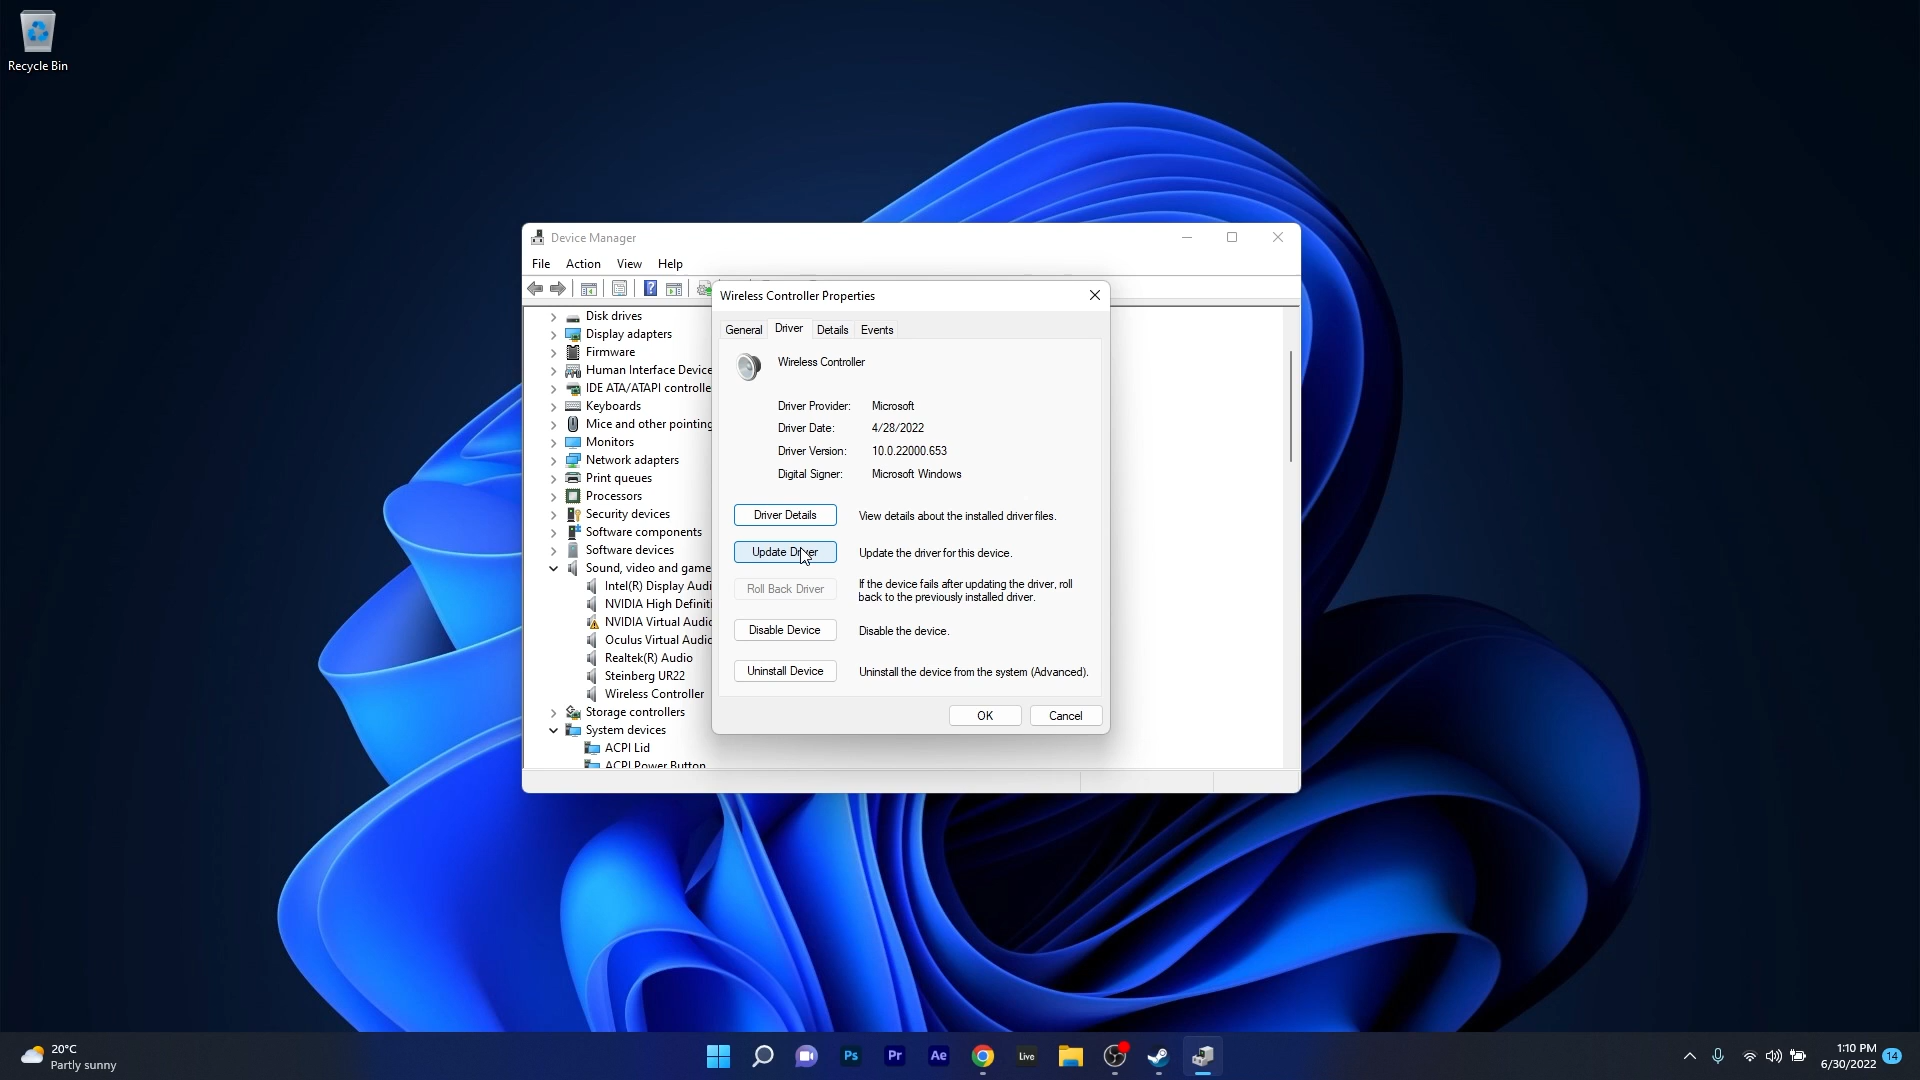 Recycle Bin
Device Manager
File Action View Help
Wireless Controller Properties
General Driver Details Events
Wireless Controller
Driver Provider: Microsoft
Driver Date: 4/28/2022
Driver Version: 10.0.22000.653
Digital Signer: Microsoft Windows
Driver Details View details about the installed driver files.
Update Driver Update the driver for this device.
Roll Back Driver If the device fails after updating the driver, roll
back to the previously installed driver.
Disable Device Disable the device.
Uninstall Device Uninstall the device from the system (Advanced).
OK Cancel
Disk drives
Display adapters
Firmware
Human Interface Device
IDE ATA/ATAPI controlle
Keyboards
Mice and other pointing
Monitors
Network adapters
Print queues
Processors
Security devices
Software components
Software devices
Sound, video and game
Intel(R) Display Audi
NVIDIA High Definiti
NVIDIA Virtual Audio
Oculus Virtual Audio
Realtek(R) Audio
Steinberg UR22
Wireless Controller
Storage controllers
System devices
ACPI Lid
ACPI Power Button
20°C
Partly sunny
Ps Pr Ae Live
1:10 PM
6/30/2022
14